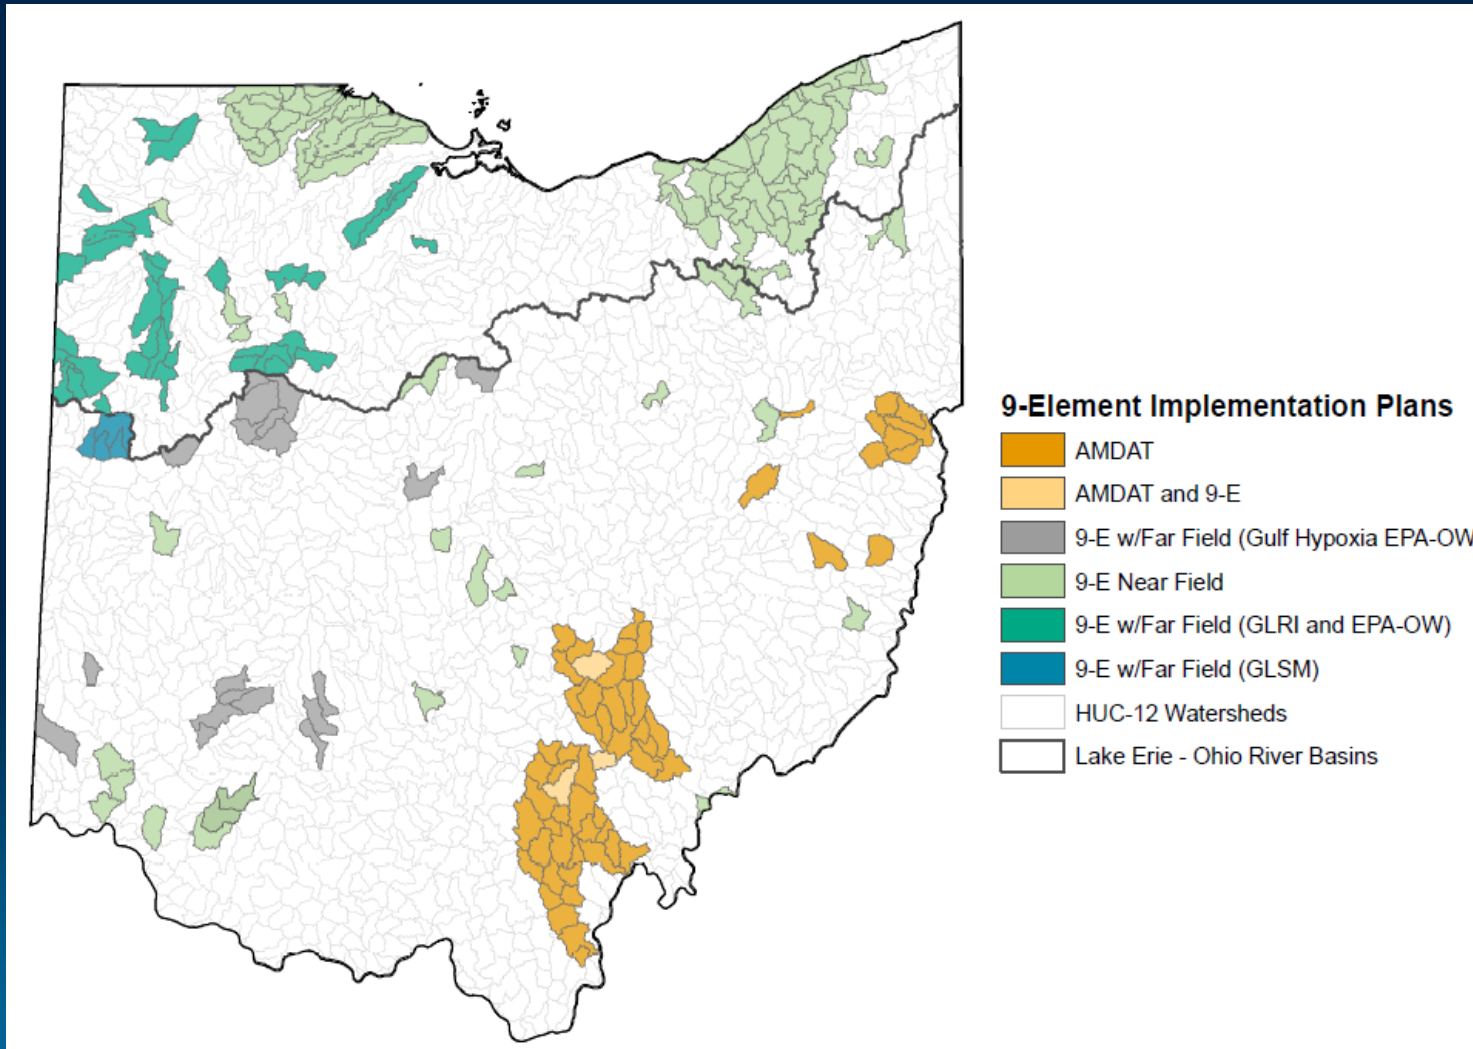 9-Element Implementation Plans
AMDAT
AMDAT and 9-E
9-E w/Far Field (Gulf Hypoxia EPA-OW
9-E Near Field
9-E w/Far Field (GLRI and EPA-OW)
9-E w/Far Field (GLSM)
HUC-12 Watersheds
Lake Erie - Ohio River Basins